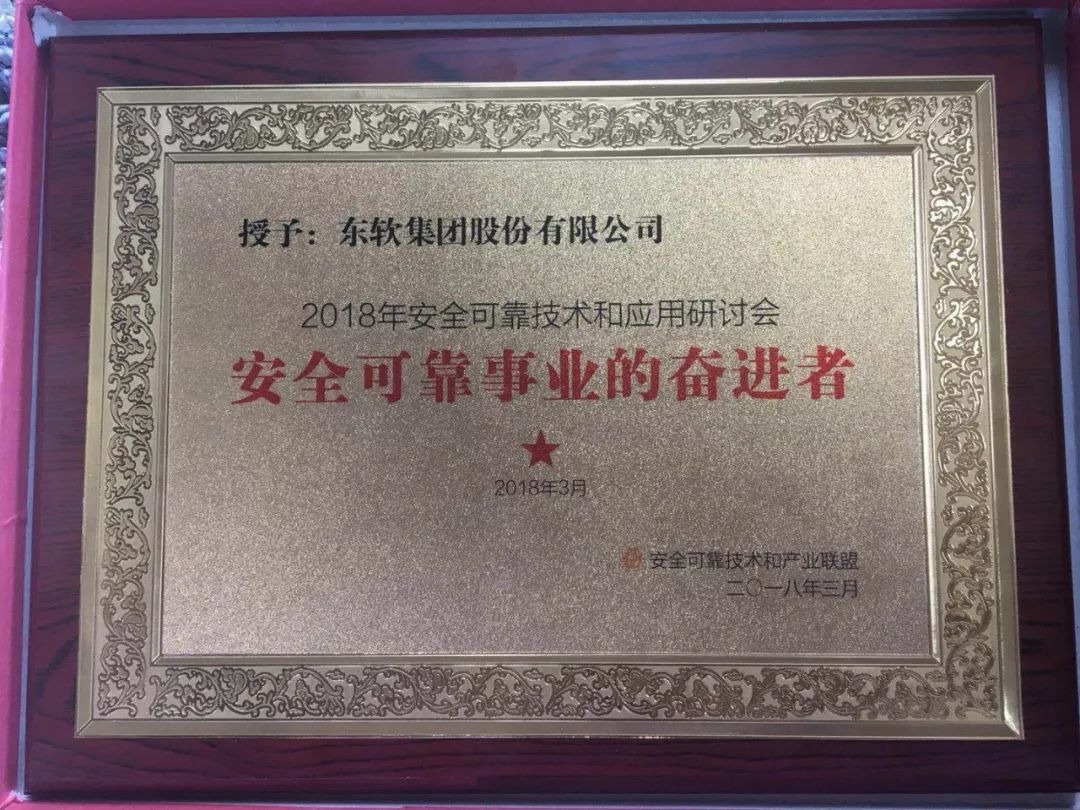 授予：东软集团股份有限公司
2018年安全可靠技术和应用研讨会
安全可靠事业的奋进者
2018年3月
安全可靠技术和产业联盟
二〇一八年三月